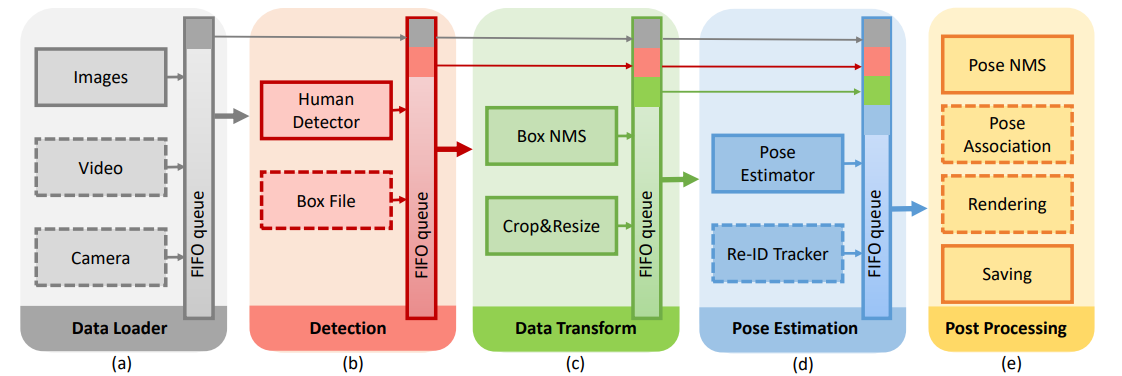 Images
Video
Camera
FIFO queue
Data Loader
(a)
Human
Detector
Box File
FIFO queue
Detection
(b)
Box NMS
Crop&Resize
FIFO queue
Data Transform
(c)
Pose
Estimator
Re-ID Tracker
FIFO queue
Pose Estimation
(d)
Pose NMS
Pose
Association
Rendering
Saving
Post Processing
(e)